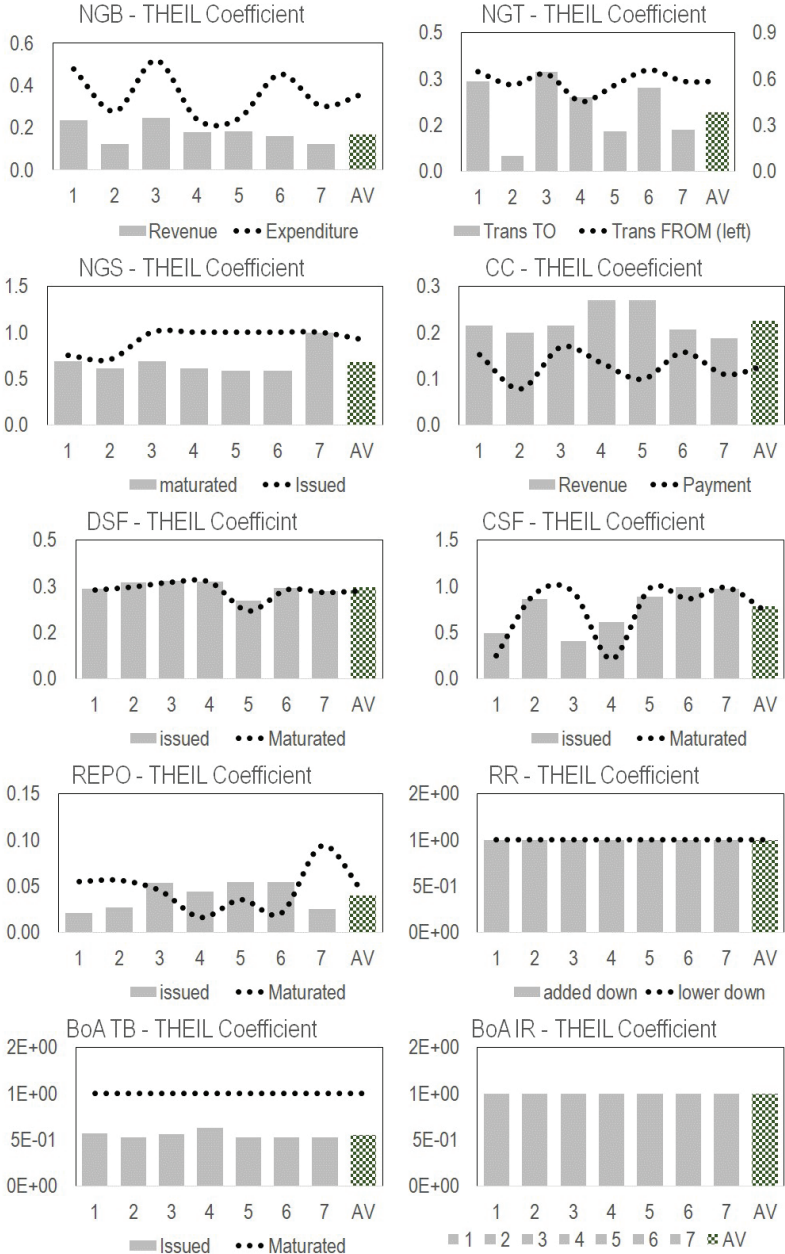 NGB - THEIL Coefficient
0.6
0.4
0.2
0.0
1 2 3 4 5 6 7 AV
Revenue Expenditure
NGT - THEIL Coefficient
0.5 0.9
0.3 0.6
0.2 0.3
0.0 0.0
1 2 3 4 5 6 7 AV
Trans TO Trans FROM (left)
NGS - THEIL Coefficient
1.5
1.0
0.5
0.0
1 2 3 4 5 6 7 AV
maturated Issued
CC - THEIL Coeeficient
0.3
0.2
0.1
0.0
1 2 3 4 5 6 7 AV
Revenue Payment
DSF - THEIL Coefficint
0.5
0.3
0.2
0.0
1 2 3 4 5 6 7 AV
issued Maturated
CSF - THEIL Coefficient
1.5
1.0
0.5
0.0
1 2 3 4 5 6 7 AV
issued Maturated
REPO - THEIL Coefficient
0.15
0.10
0.05
0.00
1 2 3 4 5 6 7 AV
issued Maturated
RR - THEIL Coefficient
2E+00
1E+00
5E-01
0E+00
1 2 3 4 5 6 7 AV
added down lower down
BoA TB - THEIL Coefficient
2E+00
1E+00
5E-01
0E+00
1 2 3 4 5 6 7 AV
Issued Maturated
BoA IR - THEIL Coefficient
2E+00
1E+00
5E-01
0E+00
1 2 3 4 5 6 7 AV
1 2 3 4 5 6 7 AV